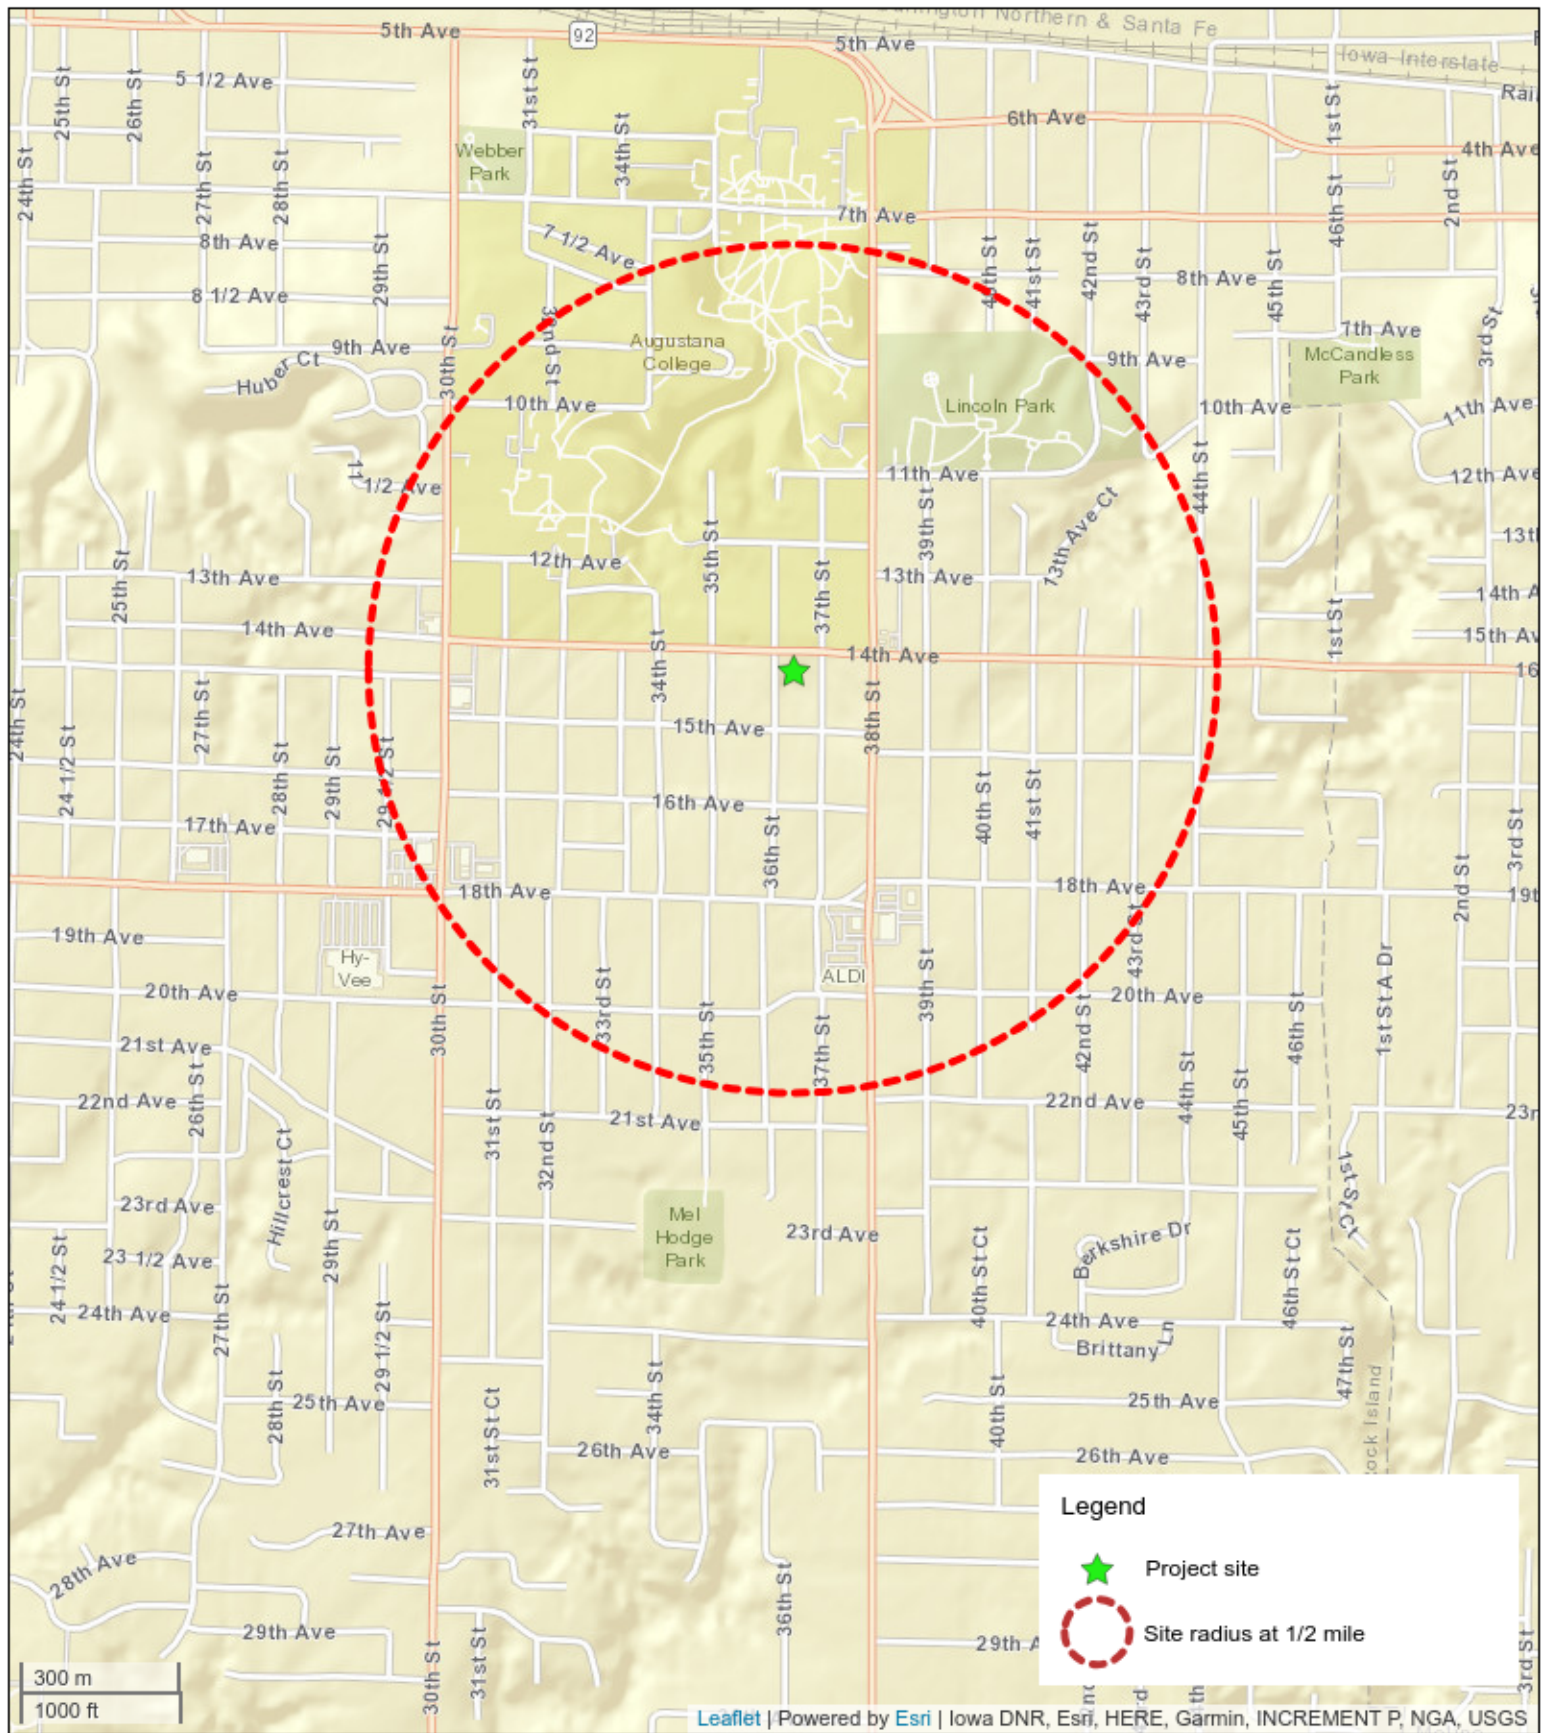 Burlington Northern & Santa Fe
5th Ave
92
5th Ave
Iowa Interstate
5 1/2 Ave
25th St
26th St
31st St
34th St
6th Ave
1st St
4th Ave
Webber
Park
24th St
27th St
28th St
7th Ave
46th St
2nd St
8th Ave
7 1/2 Ave
29th St
40th St
41st St
42nd St
43rd St
8th Ave
45th St
8 1/2 Ave
32nd St
30th St
9th Ave
Huber Ct
Augustana
College
9th Ave
7th Ave
McCandless
Park
3rd St
10th Ave
Lincoln Park
10th Ave
11th Ave
11
1/2 Ave
11th Ave
44th St
12th Ave
39th St
13th Ave Ct
35th St
12th Ave
13th Ave
25th St
37th St
13th Ave
14th A
14th Ave
34th St
14th Ave
1st St
15th Av
16
24th St
27th St
38th St
15th Ave
24 1/2 St
28th St
29th St
29 1/2 St
16th Ave
40th St
41st St
17th Ave
36th St
3rd St
18th Ave
18th Ave
2nd St
19t
19th Ave
Hy-
Vee
ALDI
43rd St
39th St
1st St A Dr
20th Ave
30th St
33rd St
35th St
37th St
20th Ave
42nd St
46th St
21st Ave
26th St
22nd Ave
31st St
32nd St
21st Ave
22nd Ave
44th St
45th St
Hillcrest Ct
1st St Ct
23rd Ave
Mel
Hodge
Park
23rd Ave
Berkshire Dr
24 1/2 St
23 1/2 Ave
29th St
40th St Ct
46th St Ct
24th Ave
27th St
24th Ave
Brittany Ln
47th St
28th St
29 1/2 St
25th Ave
31st St Ct
34th St
40th St
25th Ave
26th Ave
26th Ave
ock Island
27th Ave
28th Ave
36th St
29th Ave
30th St
31st St
29th A
3rd St
Legend
Project site
Site radius at 1/2 mile
300 m
1000 ft
Leaflet | Powered by Esri | Iowa DNR, Esri, HERE, Garmin, INCREMENT P, NGA, USGS